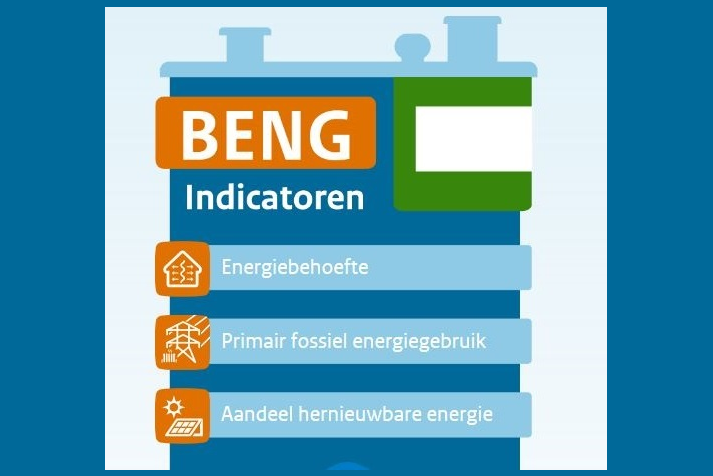 BENG
Indicatoren
Energiebehoefte
Primair fossiel energiegebruik
Aandeel hernieuwbare energie